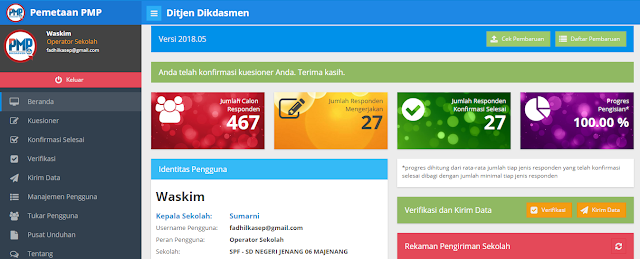 PMP
Pemetaan PMP
Ditjen Dikdasmen
PMP
Waskim
Operator Sekolah
fadhilkasep@gmail.com
Keluar
Beranda
Kuesioner
Konfirmasi Selesai
Verifikasi
Kirim Data
Manajemen Pengguna
Tukar Pengguna
Pusat Unduhan
Tentang
Versi 2018.05
Cek Pembaruan
Daftar Pembaruan
Anda telah konfirmasi kuesioner Anda. Terima kasih.
Jumlah Calon
Responden
467
Jumlah Responden
Mengerjakan
27
Jumlah Responden
Konfirmasi Selesai
27
Progres
Pengisian*
100.00 %
Identitas Pengguna
Waskim
Kepala Sekolah: Sumarni
Username Pengguna: fadhilkasep@gmail.com
Peran Pengguna: Operator Sekolah
Sekolah: SPF - SD NEGERI JENANG 06 MAJENANG
*progres dihitung dari rata-rata jumlah tiap jenis responden yang telah konfirmasi
selesai dibagi dengan jumlah minimal tiap jenis responden
Verifikasi dan Kirim Data
Verifikasi
Kirim Data
Rekaman Pengiriman Sekolah